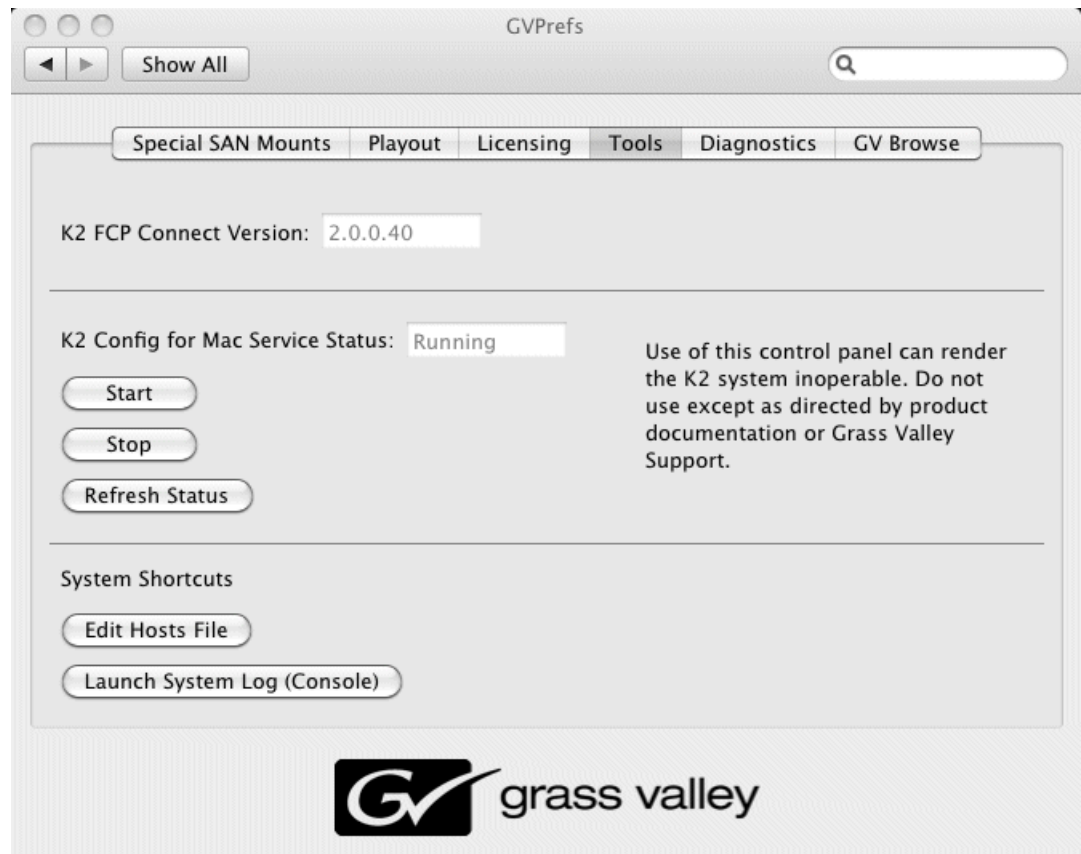 GVPrefs
Show All
Special SAN Mounts Playout Licensing Tools Diagnostics GV Browse
K2 FCP Connect Version: 2.0.0.40
K2 Config for Mac Service Status: Running
Start
Stop
Refresh Status
Use of this control panel can render
the K2 system inoperable. Do not
use except as directed by product
documentation or Grass Valley
Support.
System Shortcuts
Edit Hosts File
Launch System Log (Console)
GV grass valley